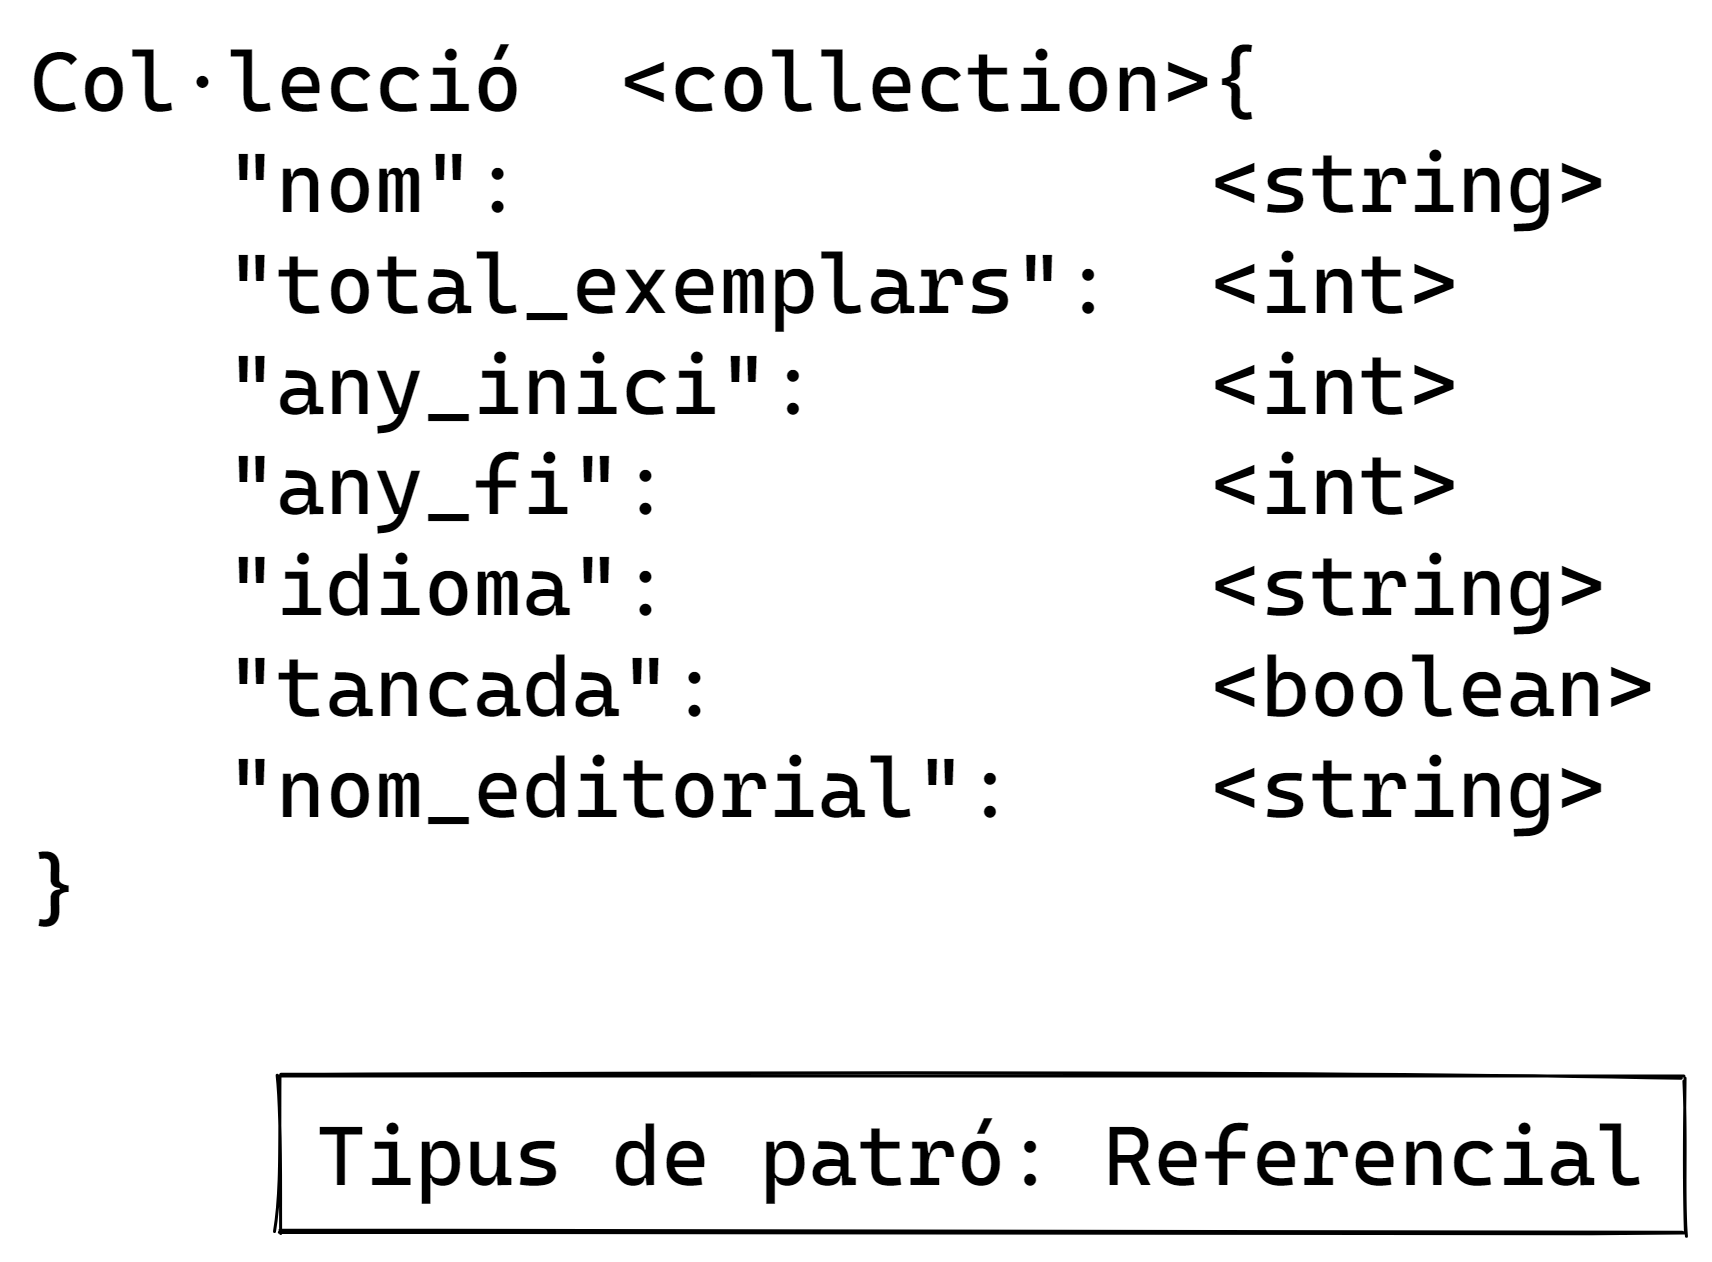 Col·lecció  <collection>{
    "nom":              <string>
    "total_exemplars":  <int>
    "any_inici":        <int>
    "any_fi":           <int>
    "idioma":           <string>
    "tancada":          <boolean>
    "nom_editorial":    <string>
}
Tipus de patró: Referencial